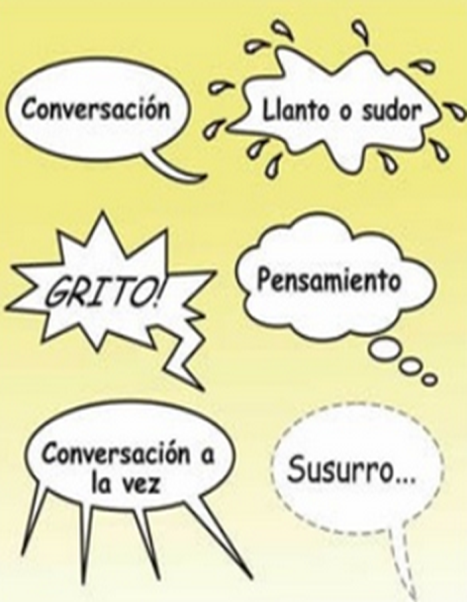 Conversación
Llanto o sudor
GRITO!
Pensamiento
Conversación a
la vez
Susurro...